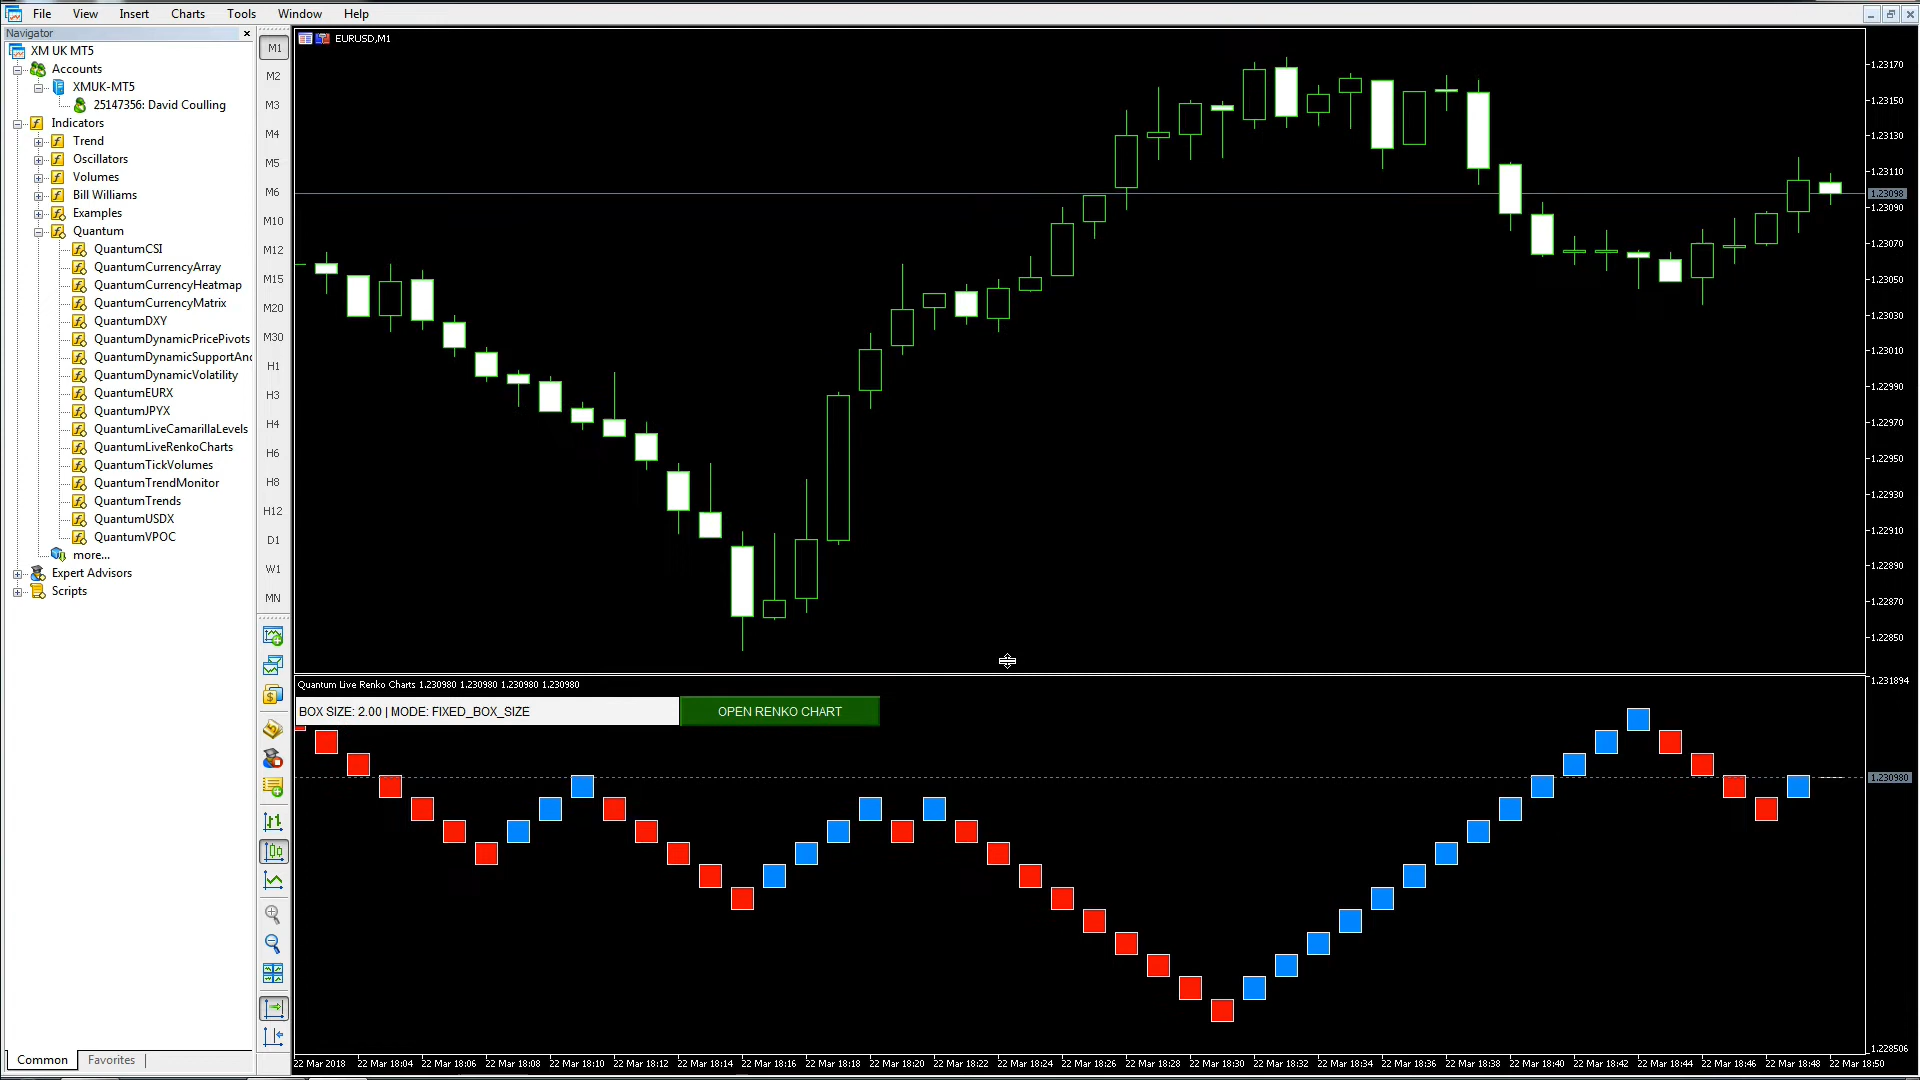 File View Insert Charts Tools Window Help
Navigator
XM UK MT5
Accounts
XMUK-MT5
25147356: David Coulling
Indicators
Trend
Oscillators
Volumes
Bill Williams
Examples
Quantum
QuantumCSI
QuantumCurrencyArray
QuantumCurrencyHeatmap
QuantumCurrencyMatrix
QuantumDXY
QuantumDynamicPricePivots
QuantumDynamicSupportAnd
QuantumDynamicVolatility
QuantumEURX
QuantumJPYX
QuantumLiveCamarillaLevels
QuantumLiveRenkoCharts
QuantumTickVolumes
QuantumTrendMonitor
QuantumTrends
QuantumUSDX
QuantumVPOC
more...
Expert Advisors
Scripts
Common Favorites
M1
M2
M3
M4
M5
M6
M10
M12
M15
M20
M30
H1
H3
H4
H6
H8
H12
D1
W1
MN
EURUSD,M1
1.23170
1.23150
1.23130
1.23110
1.23098
1.23090
1.23070
1.23050
1.23030
1.23010
1.22990
1.22970
1.22950
1.22930
1.22910
1.22890
1.22870
1.22850
Quantum Live Renko Charts 1.230980 1.230980 1.230980 1.230980
BOX SIZE: 2.00 | MODE: FIXED_BOX_SIZE
OPEN RENKO CHART
1.231894
1.230980
1.228506
22 Mar 2018 22 Mar 18:04 22 Mar 18:06 22 Mar 18:08 22 Mar 18:10 22 Mar 18:12 22 Mar 18:14 22 Mar 18:16 22 Mar 18:18 22 Mar 18:20 22 Mar 18:22 22 Mar 18:24 22 Mar 18:26 22 Mar 18:28 22 Mar 18:30 22 Mar 18:32 22 Mar 18:34 22 Mar 18:36 22 Mar 18:38 22 Mar 18:40 22 Mar 18:42 22 Mar 18:44 22 Mar 18:46 22 Mar 18:48 22 Mar 18:50